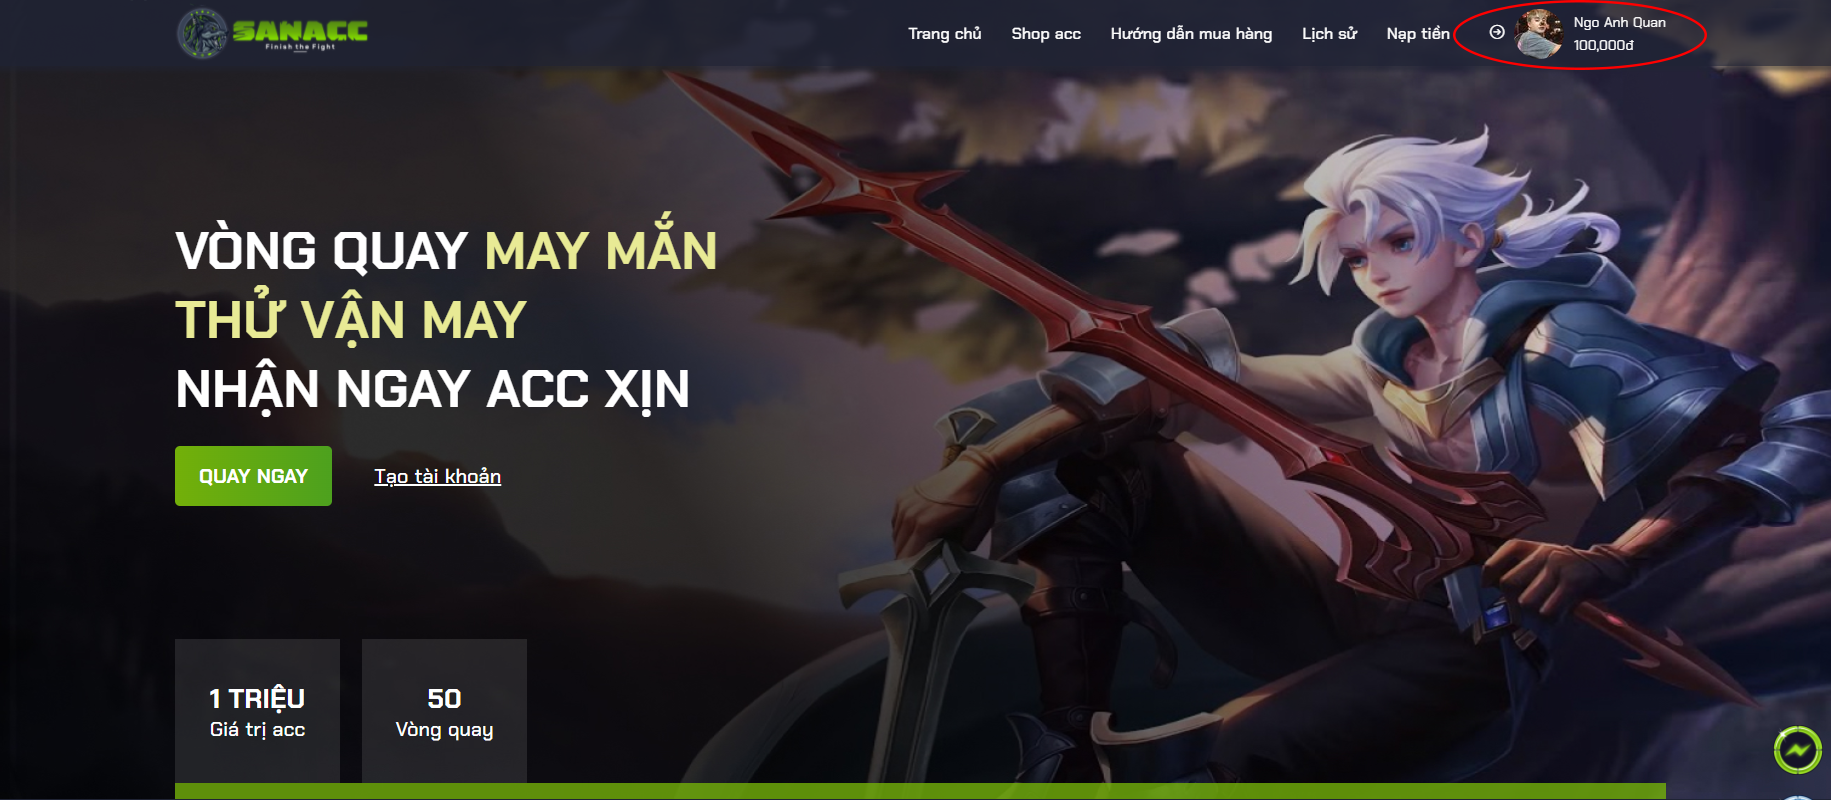 SANACC
Finish the Fight
Trang chủ
Shop acc
Hướng dẫn mua hàng
Lịch sử
Nạp tiền
Ngo Anh Quan
100,000đ
VÒNG QUAY MAY MẮN
THỬ VẬN MAY
NHẬN NGAY ACC XỊN
QUAY NGAY
Tạo tài khoản
1 TRIỆU
Giá trị acc
50
Vòng quay